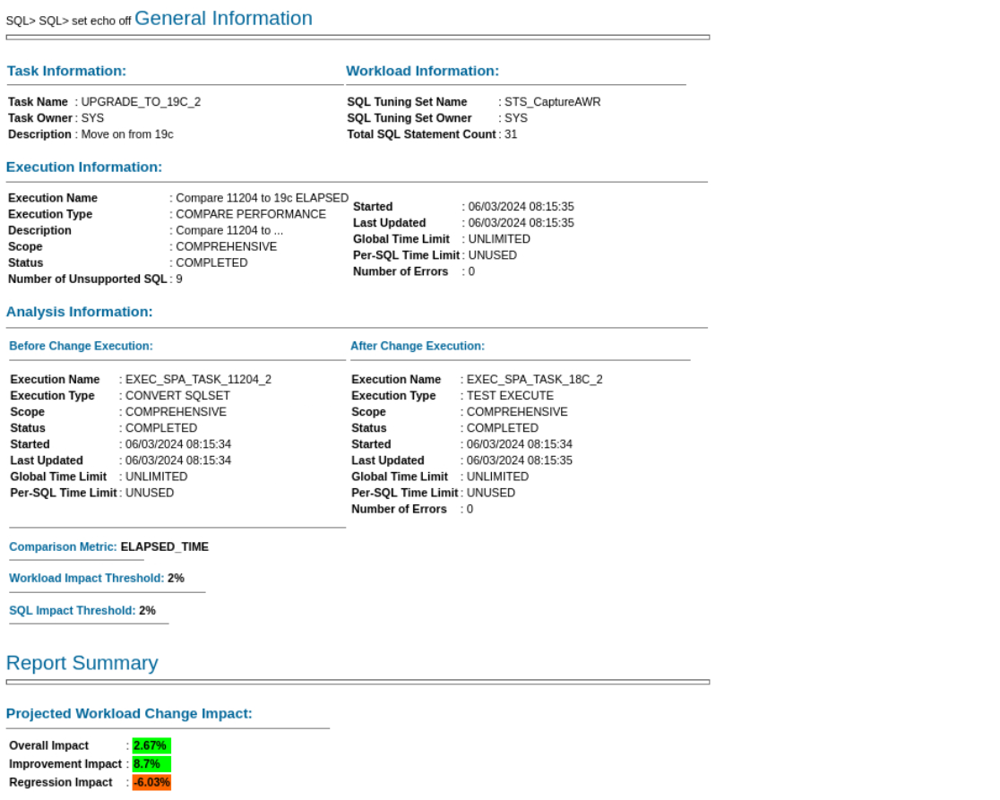 SQL> SQL> set echo off General Information
Task Information:
Task Name : UPGRADE_TO_19C_2
Task Owner : SYS
Description : Move on from 19c
Workload Information:
SQL Tuning Set Name : STS_CaptureAWR
SQL Tuning Set Owner : SYS
Total SQL Statement Count : 31
Execution Information:
Execution Name : Compare 11204 to 19c ELAPSED
Execution Type : COMPARE PERFORMANCE
Description : Compare 11204 to ...
Scope : COMPREHENSIVE
Status : COMPLETED
Number of Unsupported SQL : 9
Started : 06/03/2024 08:15:35
Last Updated : 06/03/2024 08:15:35
Global Time Limit : UNLIMITED
Per-SQL Time Limit : UNUSED
Number of Errors : 0
Analysis Information:
Before Change Execution:
Execution Name : EXEC_SPA_TASK_11204_2
Execution Type : CONVERT SQLSET
Scope : COMPREHENSIVE
Status : COMPLETED
Started : 06/03/2024 08:15:34
Last Updated : 06/03/2024 08:15:34
Global Time Limit : UNLIMITED
Per-SQL Time Limit : UNUSED
After Change Execution:
Execution Name : EXEC_SPA_TASK_18C_2
Execution Type : TEST EXECUTE
Scope : COMPREHENSIVE
Status : COMPLETED
Started : 06/03/2024 08:15:34
Last Updated : 06/03/2024 08:15:35
Global Time Limit : UNLIMITED
Per-SQL Time Limit : UNUSED
Number of Errors : 0
Comparison Metric: ELAPSED_TIME
Workload Impact Threshold: 2%
SQL Impact Threshold: 2%
Report Summary
Projected Workload Change Impact:
Overall Impact : 2.67%
Improvement Impact : 8.7%
Regression Impact : -6.03%